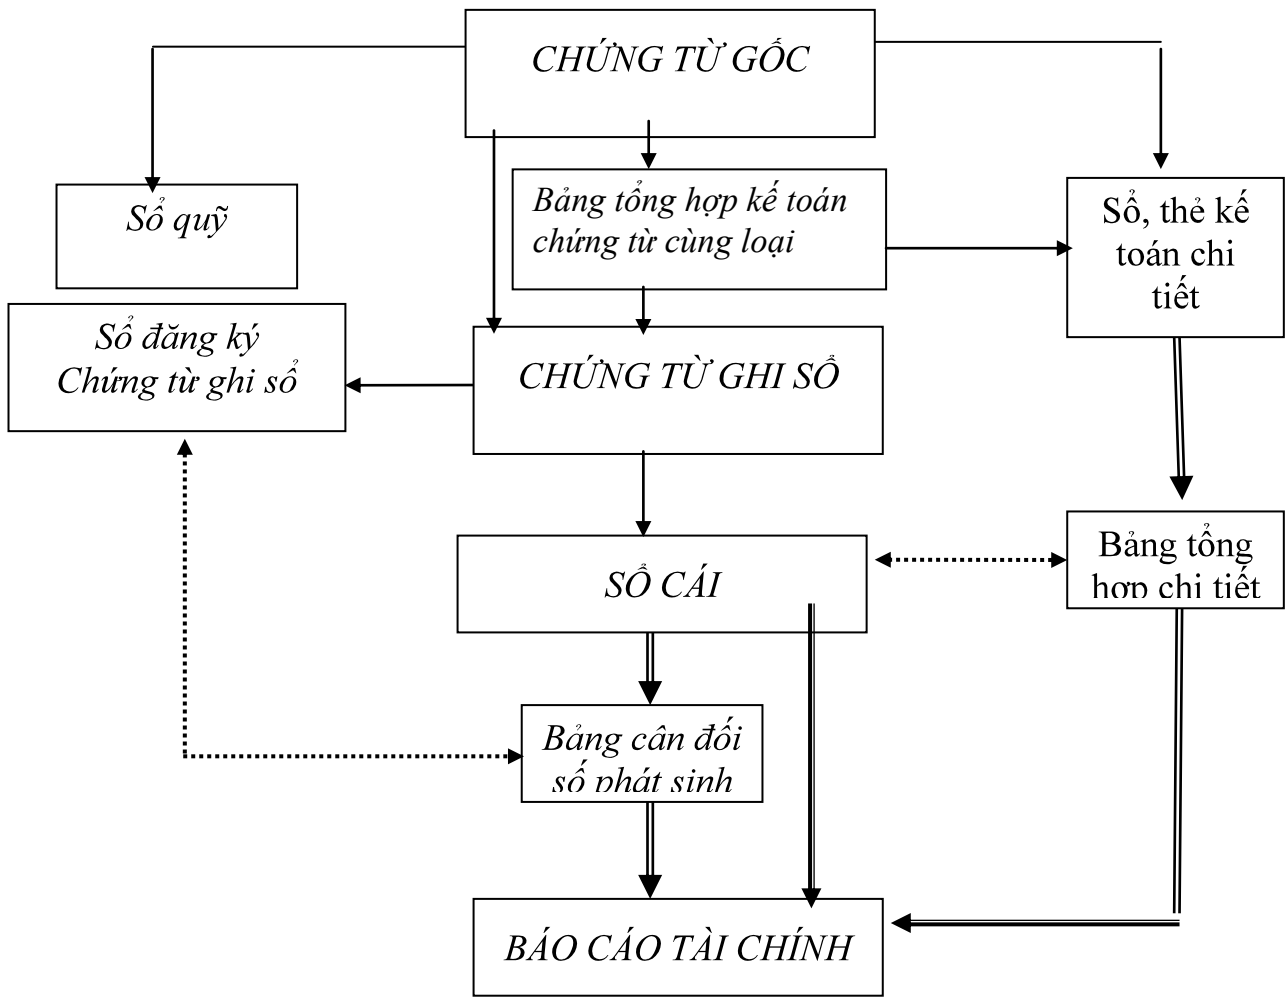 CHỨNG TỪ GỐC
Sổ quỹ
Bảng tổng hợp kế toán
chứng từ cùng loại
Sổ, thẻ kế
toán chi
tiết
Sổ đăng ký
Chứng từ ghi sổ
CHỨNG TỪ GHI SỔ
SỔ CÁI
Bảng tổng
hợp chi tiết
Bảng cân đối
số phát sinh
BÁO CÁO TÀI CHÍNH